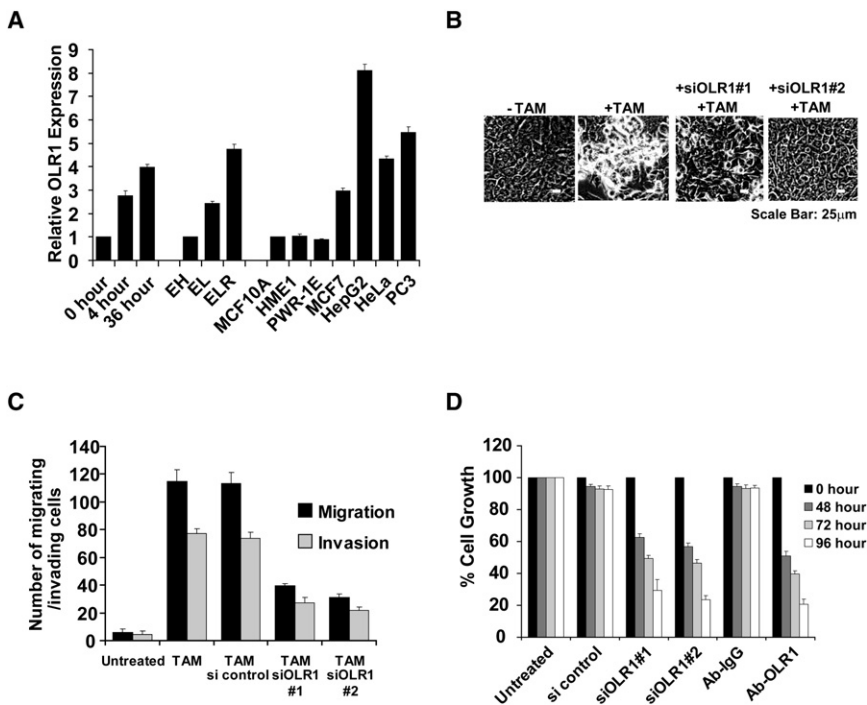 A
Relative OLR1 Expression
9
8
7
6
5
4
3
2
1
0
0 hour
4 hour
36 hour
EH
EL
ELR
MCF10A
HME1
PWR-1E
MCF7
HepG2
HeLa
PC3
B
- TAM
+TAM
+siOLR1#1
+TAM
+siOLR1#2
+TAM
Scale Bar: 25μm
C
Number of migrating
/invading cells
140
120
100
80
60
40
20
0
Migration
Invasion
Untreated
TAM
TAM
si control
TAM
siOLR1
#1
TAM
siOLR1
#2
D
% Cell Growth
120
100
80
60
40
20
0
0 hour
48 hour
72 hour
96 hour
Untreated
si control
siOLR1#1
siOLR1#2
Ab-IgG
Ab-OLR1